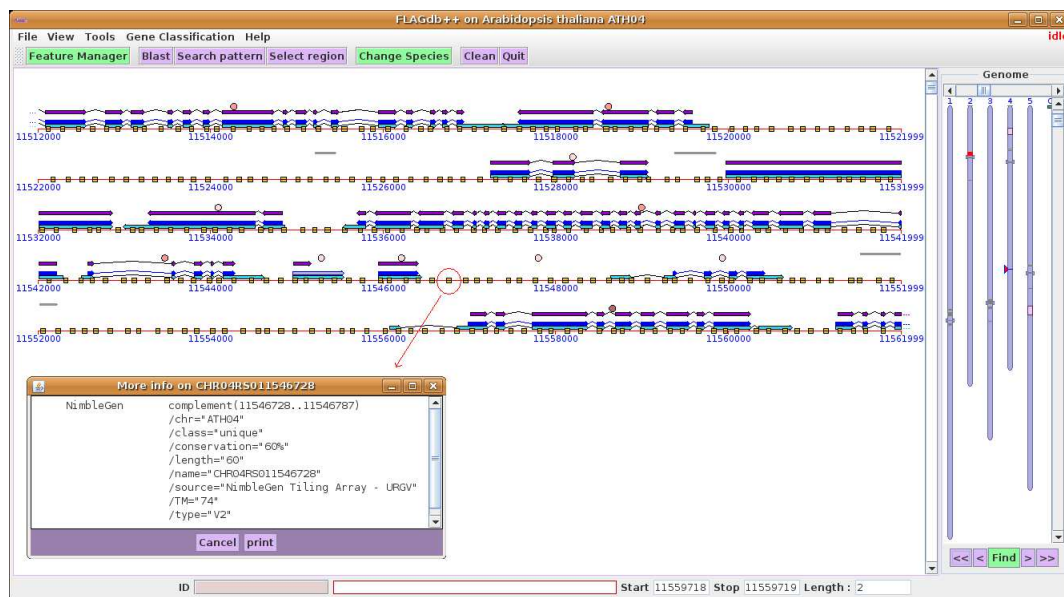 FLAGdb++ on Arabidopsis thaliana ATH04
File View Tools Gene Classification Help
idle
Feature Manager Blast Search pattern Select region Change Species Clean Quit
Genome
1 2 3 4 5
11512000 11514000 11516000 11518000 11520000 11521999
11522000 11524000 11526000 11528000 11530000 11531999
11532000 11534000 11536000 11538000 11540000 11541999
11542000 11544000 11546000 11548000 11550000 11551999
11552000 11554000 11556000 11558000 11560000 11561999
More info on CHR04RS011546728
NimbleGen complement(11546728..11546787)
/chr="ATH04"
/class="unique"
/conservation="60%"
/length="60"
/name="CHR04RS011546728"
/source="NimbleGen Tiling Array - URGV"
/TM="74"
/type="V2"
Cancel print
<< < Find > >>
ID Start 11559718 Stop 11559719 Length : 2